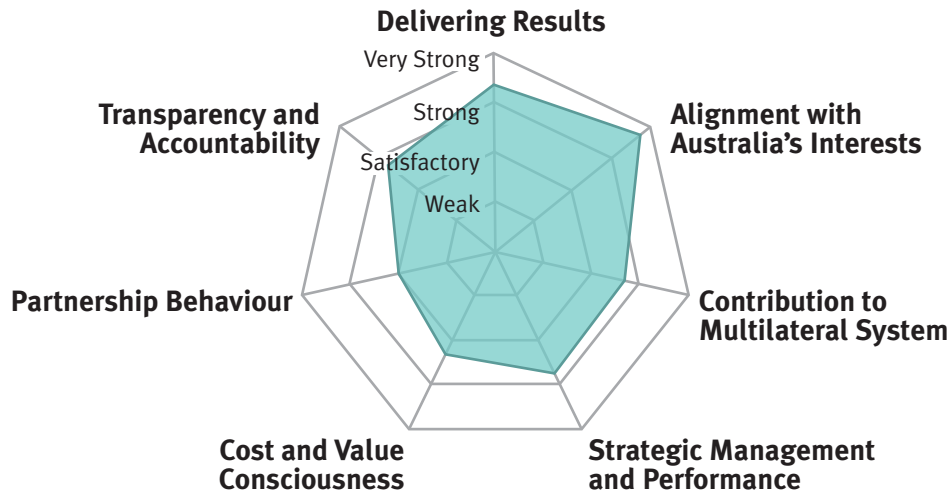 Delivering Results
Very Strong
Strong
Satisfactory
Weak
Transparency and
Accountability
Alignment with
Australia’s Interests
Partnership Behaviour
Contribution to
Multilateral System
Cost and Value
Consciousness
Strategic Management
and Performance